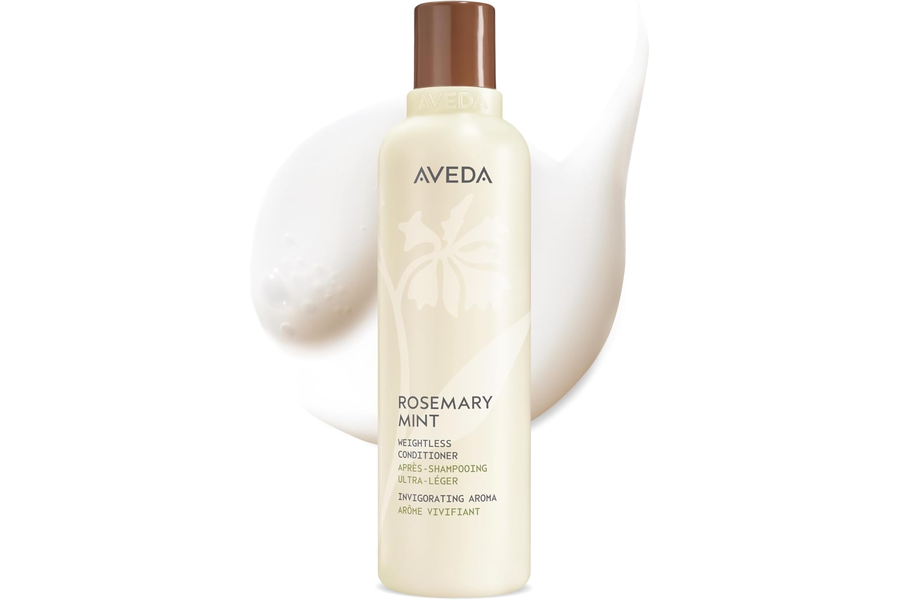 AVEDA
AVEDA
ROSEMARY
MINT
WEIGHTLESS
CONDITIONER
APRÈS-SHAMPOOING
ULTRA-LÉGER
INVIGORATING AROMA
ARÔME VIVIFIANT